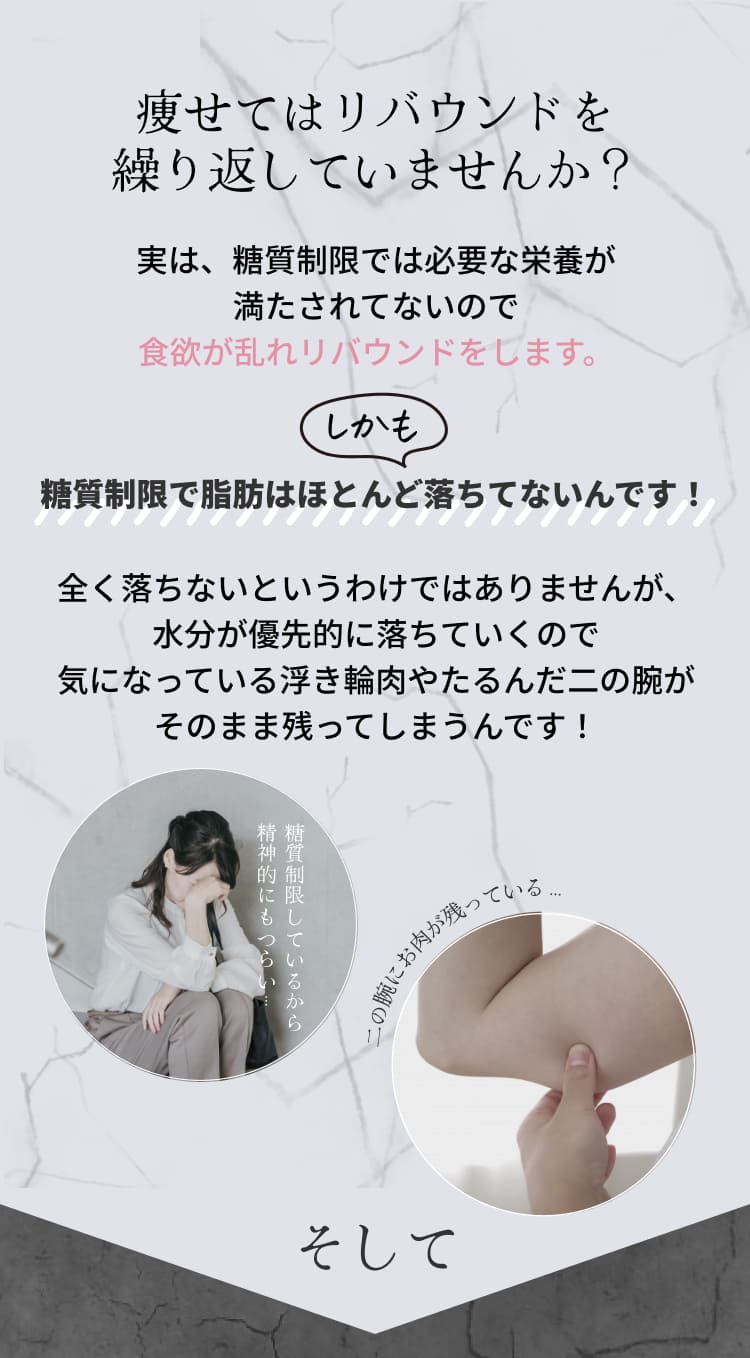 痩せてはリバウンドを
繰り返していませんか？
実は、糖質制限では必要な栄養が
満たされてないので
食欲が乱れリバウンドをします。
しかも
糖質制限で脂肪はほとんど落ちてないんです！
全く落ちないというわけではありませんが、
水分が優先的に落ちていくので
気になっている浮き輪肉やたるんだ二の腕が
そのまま残ってしまうんです！
糖質制限しているから
精神的にもつらい…
二の腕にお肉が残っている…
そして